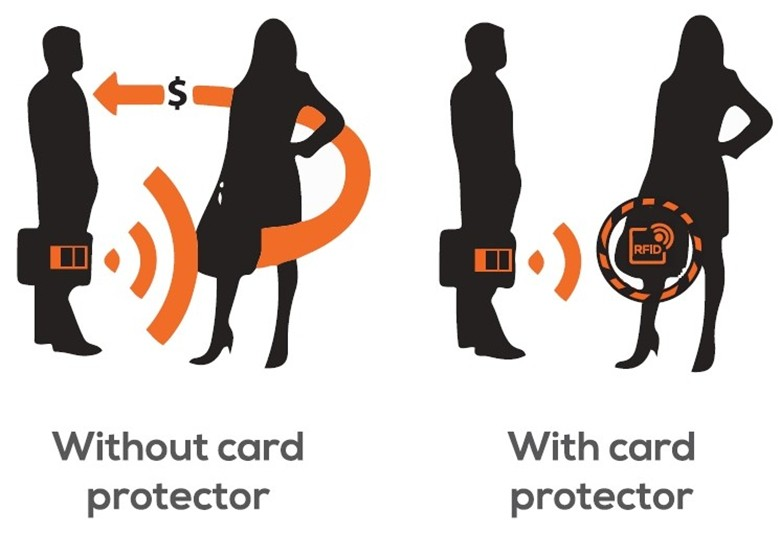 $
RFID
Without card
protector
With card
protector